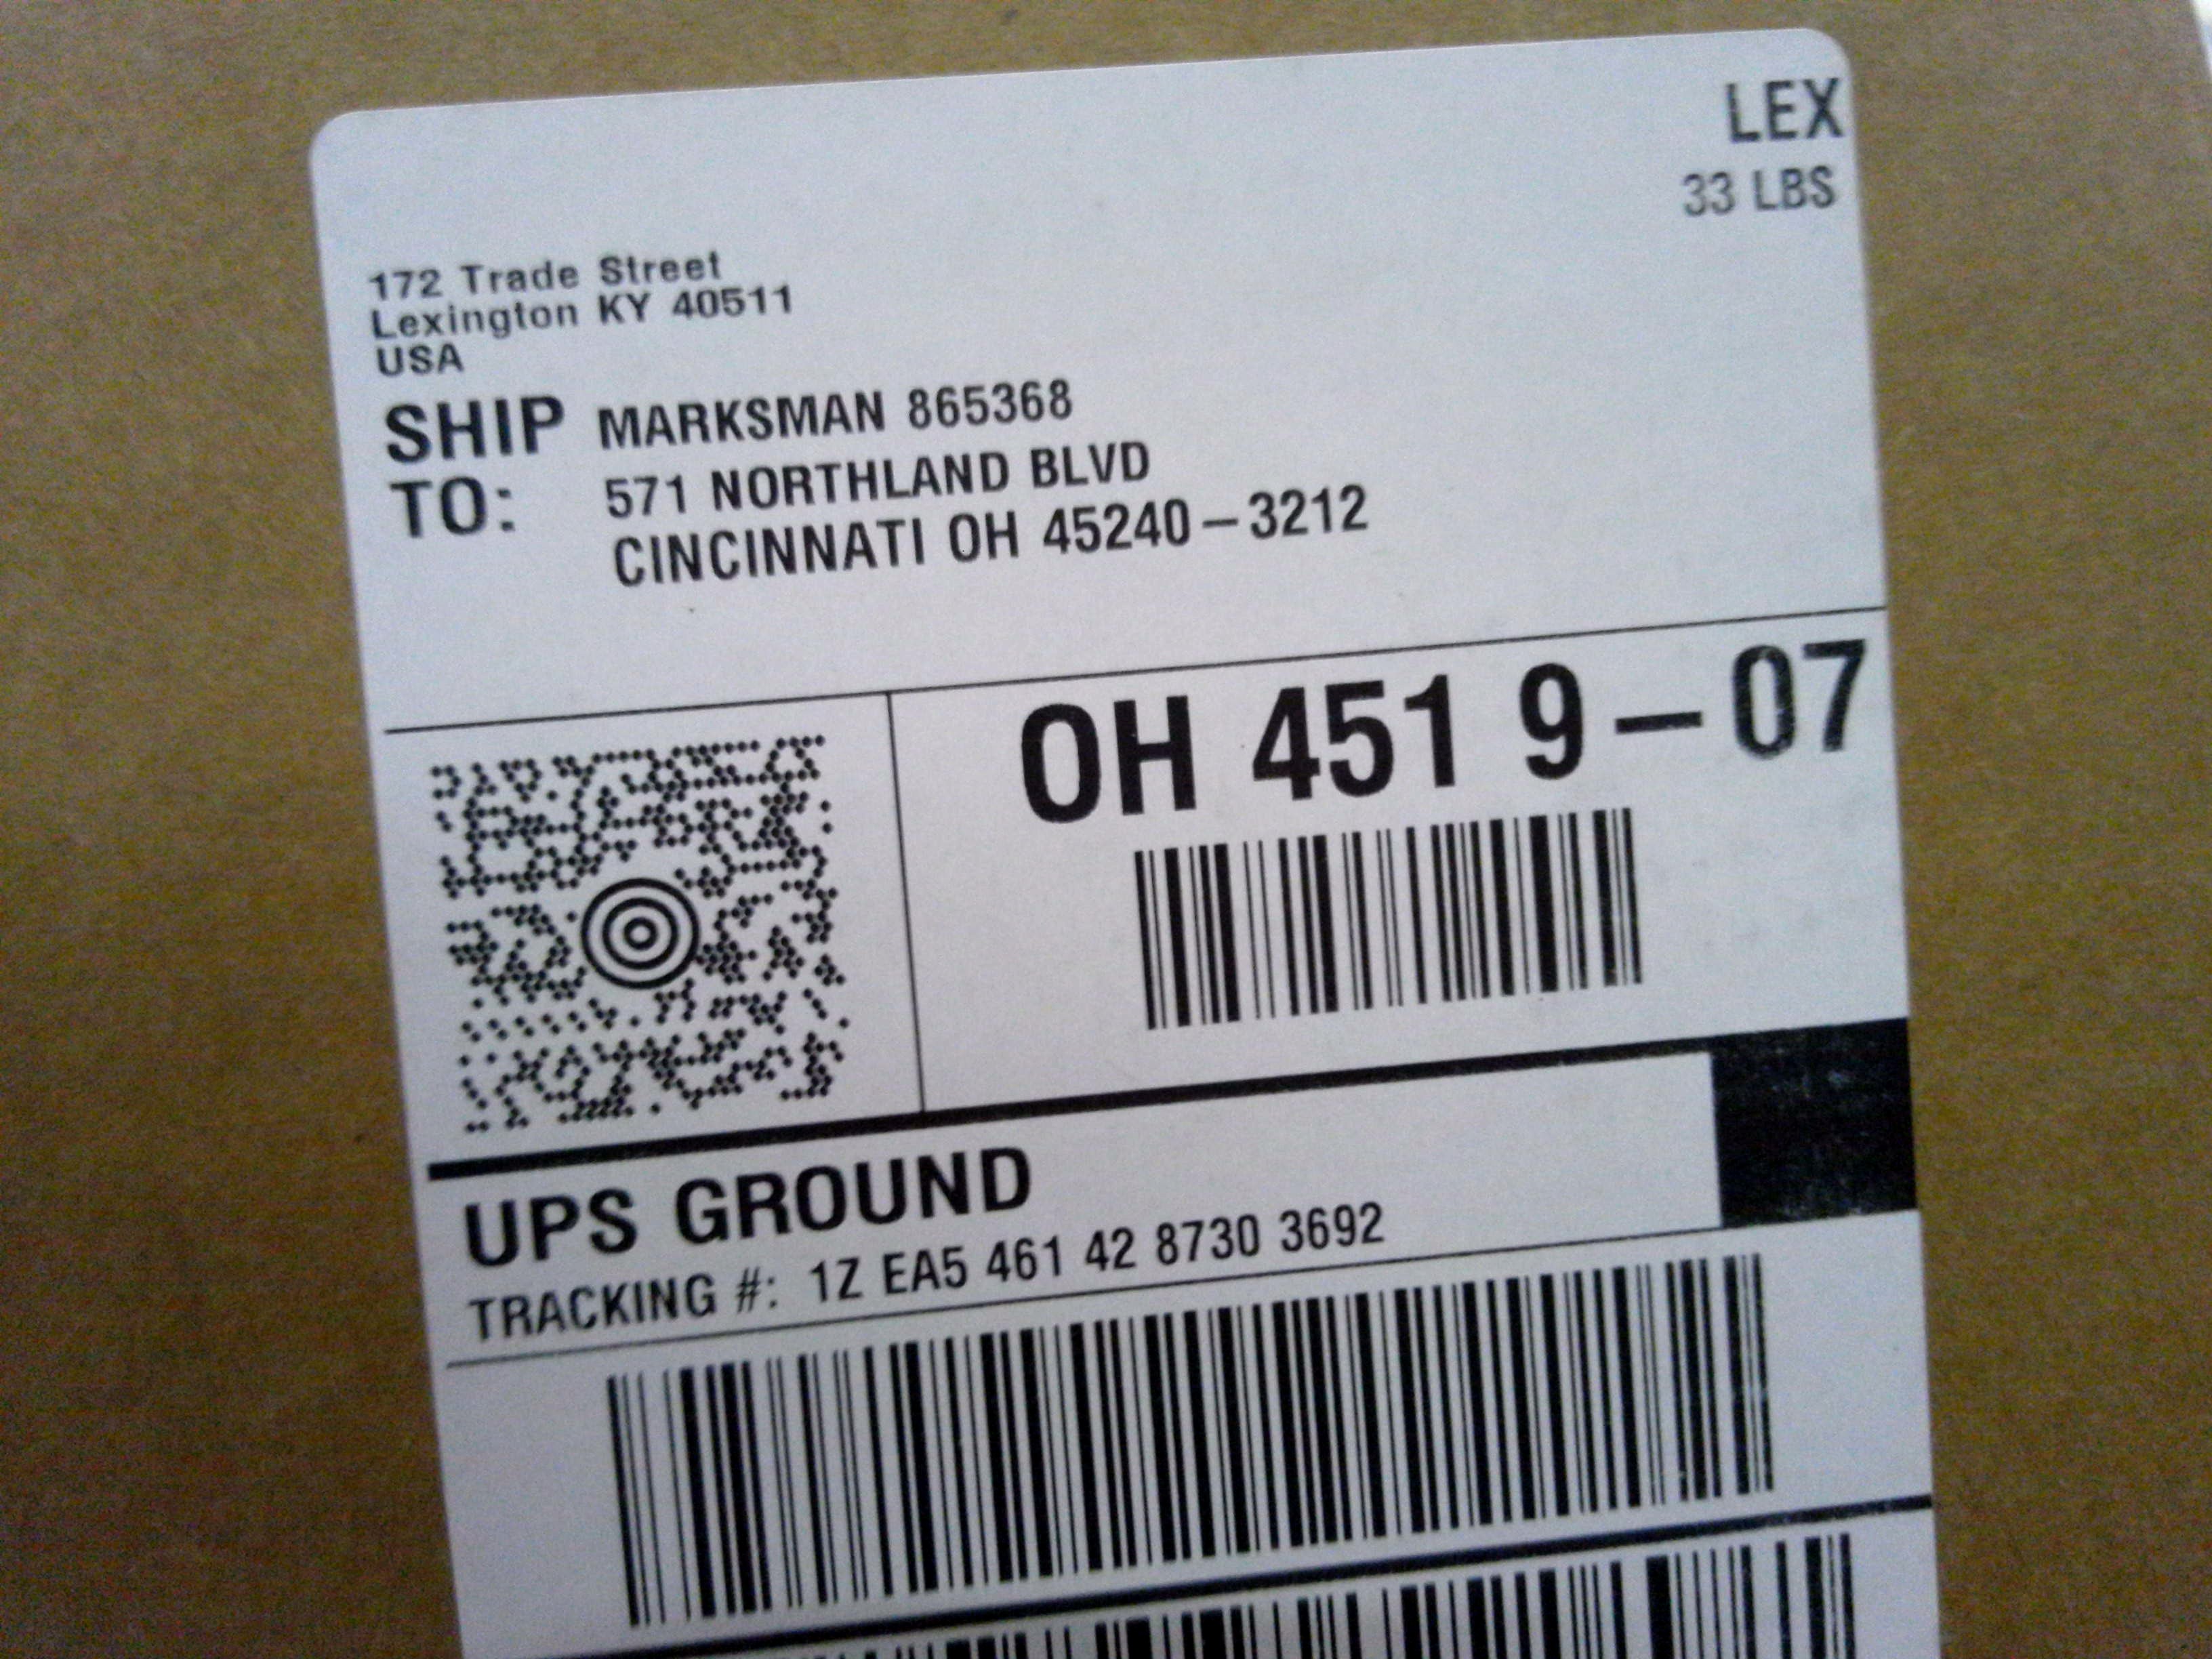 LEX
33 LBS
172 Trade Street
Lexington KY 40511
USA
SHIP TO: MARKSMAN 865368
571 NORTHLAND BLVD
CINCINNATI OH 45240-3212
OH 451 9-07
UPS GROUND
TRACKING #: 1Z EA5 461 42 8730 3692